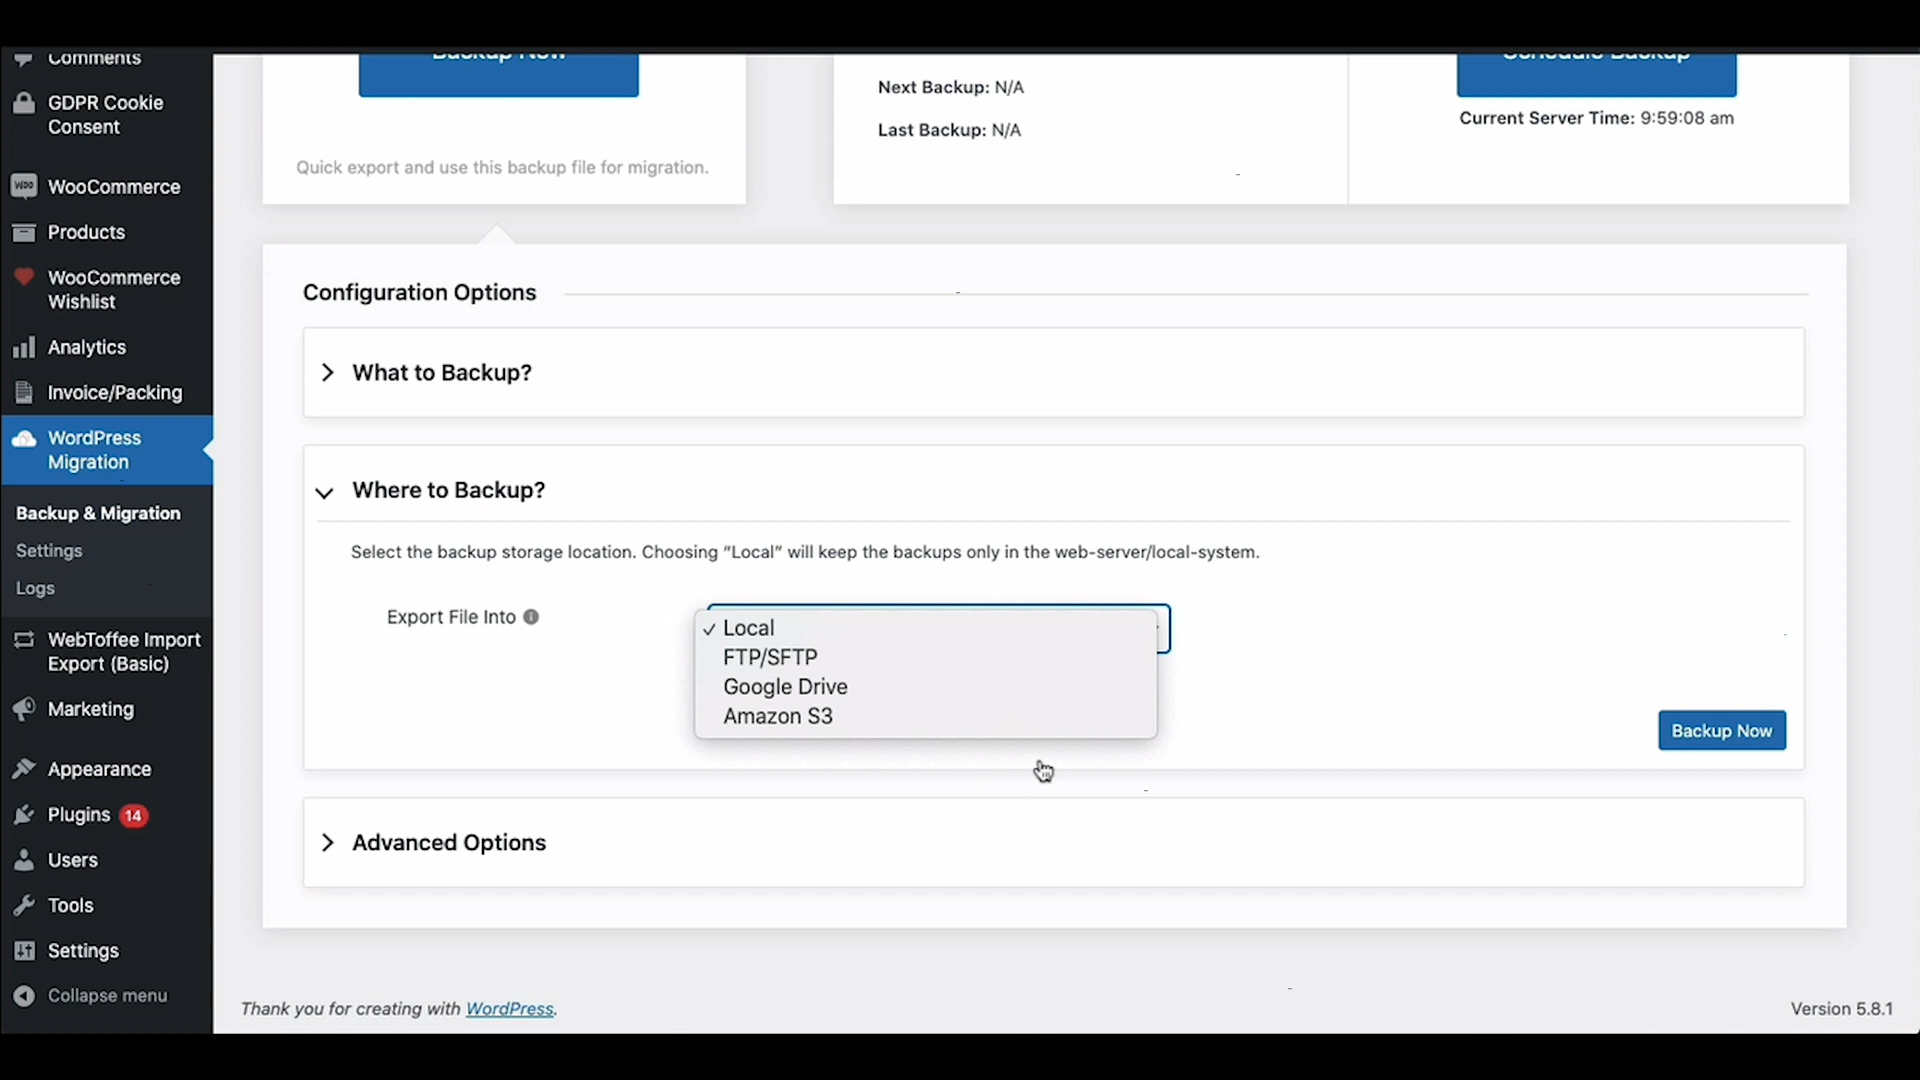 Comments
GDPR Cookie
Consent
WooCommerce
Products
WooCommerce
Wishlist
Analytics
Invoice/Packing
WordPress
Migration
Backup & Migration
Settings
Logs
WebToffee Import
Export (Basic)
Marketing
Appearance
Plugins 14
Users
Tools
Settings
Collapse menu
Backup Now
Quick export and use this backup file for migration.
Next Backup: N/A
Last Backup: N/A
Schedule Backup
Current Server Time: 9:59:08 am
Configuration Options
What to Backup?
Where to Backup?
Select the backup storage location. Choosing “Local” will keep the backups only in the web-server/local-system.
Export File Into
✓ Local
FTP/SFTP
Google Drive
Amazon S3
Backup Now
Advanced Options
Thank you for creating with WordPress.
Version 5.8.1